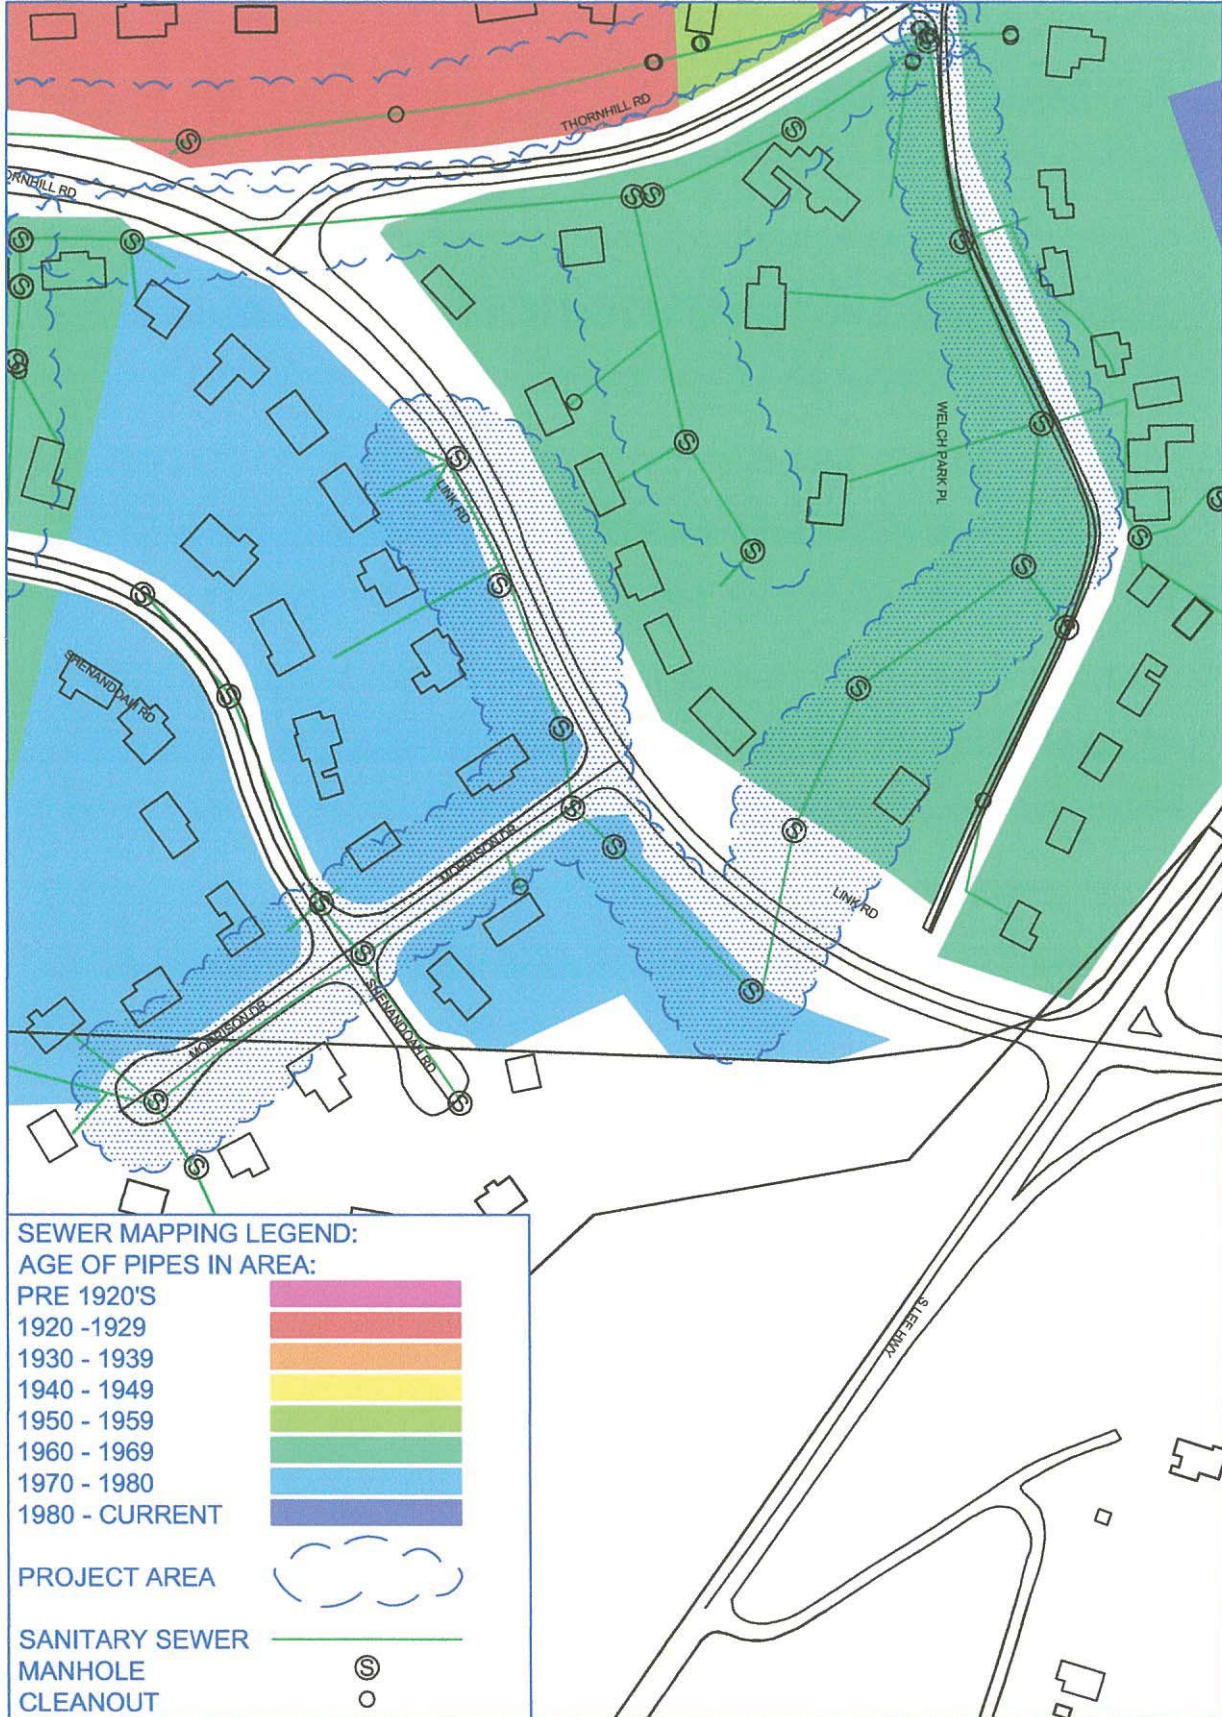 THORNHILL RD
ORNHILL RD
WELCH PARK PL
LINK RD
SHENANDOAH RD
MORRISON DR
LINK RD
MORRISON DR
SHENANDOAH RD
S LEE HWY
SEWER MAPPING LEGEND:
AGE OF PIPES IN AREA:
PRE 1920'S
1920 -1929
1930 - 1939
1940 - 1949
1950 - 1959
1960 - 1969
1970 - 1980
1980 - CURRENT
PROJECT AREA
SANITARY SEWER
MANHOLE
S
CLEANOUT